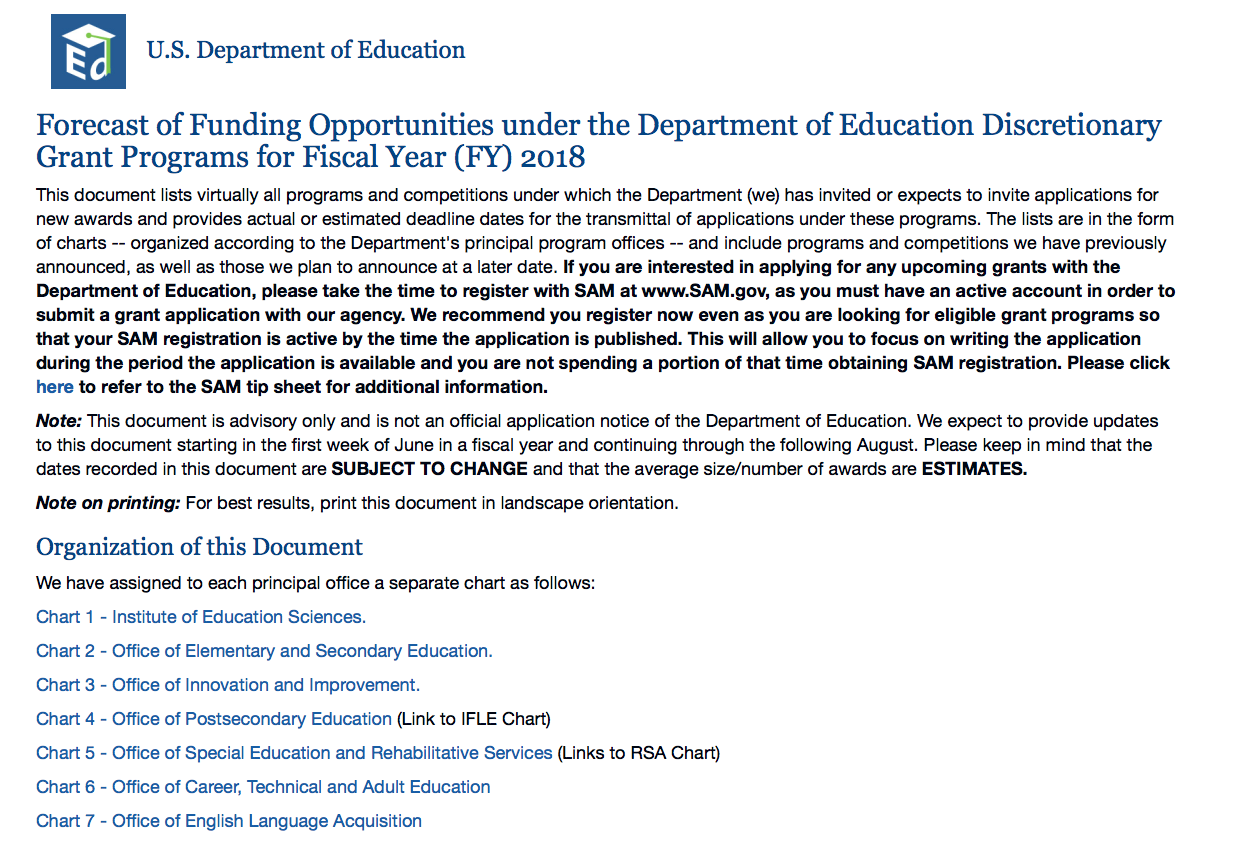 Ed
U.S. Department of Education
Forecast of Funding Opportunities under the Department of Education Discretionary
Grant Programs for Fiscal Year (FY) 2018
This document lists virtually all programs and competitions under which the Department (we) has invited or expects to invite applications for
new awards and provides actual or estimated deadline dates for the transmittal of applications under these programs. The lists are in the form
of charts -- organized according to the Department's principal program offices -- and include programs and competitions we have previously
announced, as well as those we plan to announce at a later date. If you are interested in applying for any upcoming grants with the
Department of Education, please take the time to register with SAM at www.SAM.gov, as you must have an active account in order to
submit a grant application with our agency. We recommend you register now even as you are looking for eligible grant programs so
that your SAM registration is active by the time the application is published. This will allow you to focus on writing the application
during the period the application is available and you are not spending a portion of that time obtaining SAM registration. Please click
here to refer to the SAM tip sheet for additional information.
Note: This document is advisory only and is not an official application notice of the Department of Education. We expect to provide updates
to this document starting in the first week of June in a fiscal year and continuing through the following August. Please keep in mind that the
dates recorded in this document are SUBJECT TO CHANGE and that the average size/number of awards are ESTIMATES.
Note on printing: For best results, print this document in landscape orientation.
Organization of this Document
We have assigned to each principal office a separate chart as follows:
Chart 1 - Institute of Education Sciences.
Chart 2 - Office of Elementary and Secondary Education.
Chart 3 - Office of Innovation and Improvement.
Chart 4 - Office of Postsecondary Education (Link to IFLE Chart)
Chart 5 - Office of Special Education and Rehabilitative Services (Links to RSA Chart)
Chart 6 - Office of Career, Technical and Adult Education
Chart 7 - Office of English Language Acquisition